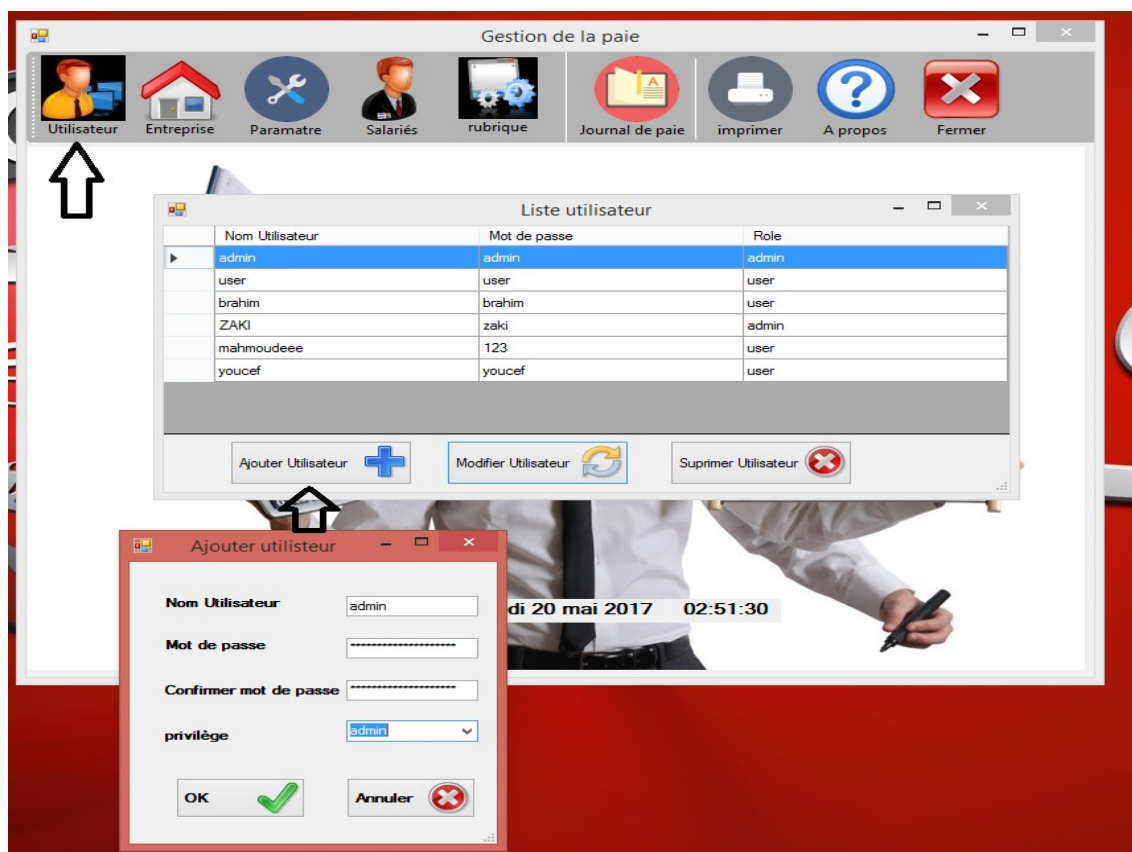 Gestion de la paie
Utilisateur Entreprise Paramatre Salariés rubrique Journal de paie imprimer A propos Fermer
Liste utilisateur
Nom Utilisateur Mot de passe Role
admin admin admin
user user user
brahim brahim user
ZAKI zaki admin
mahmoudeee 123 user
youcef youcef user
Ajouter Utilisateur Modifier Utilisateur Suprimer Utilisateur
Ajouter utilisteur
di 20 mai 2017 02:51:30
Nom Utilisateur admin
Mot de passe ********************
Confirmer mot de passe ********************
privilège admin
OK Annuler